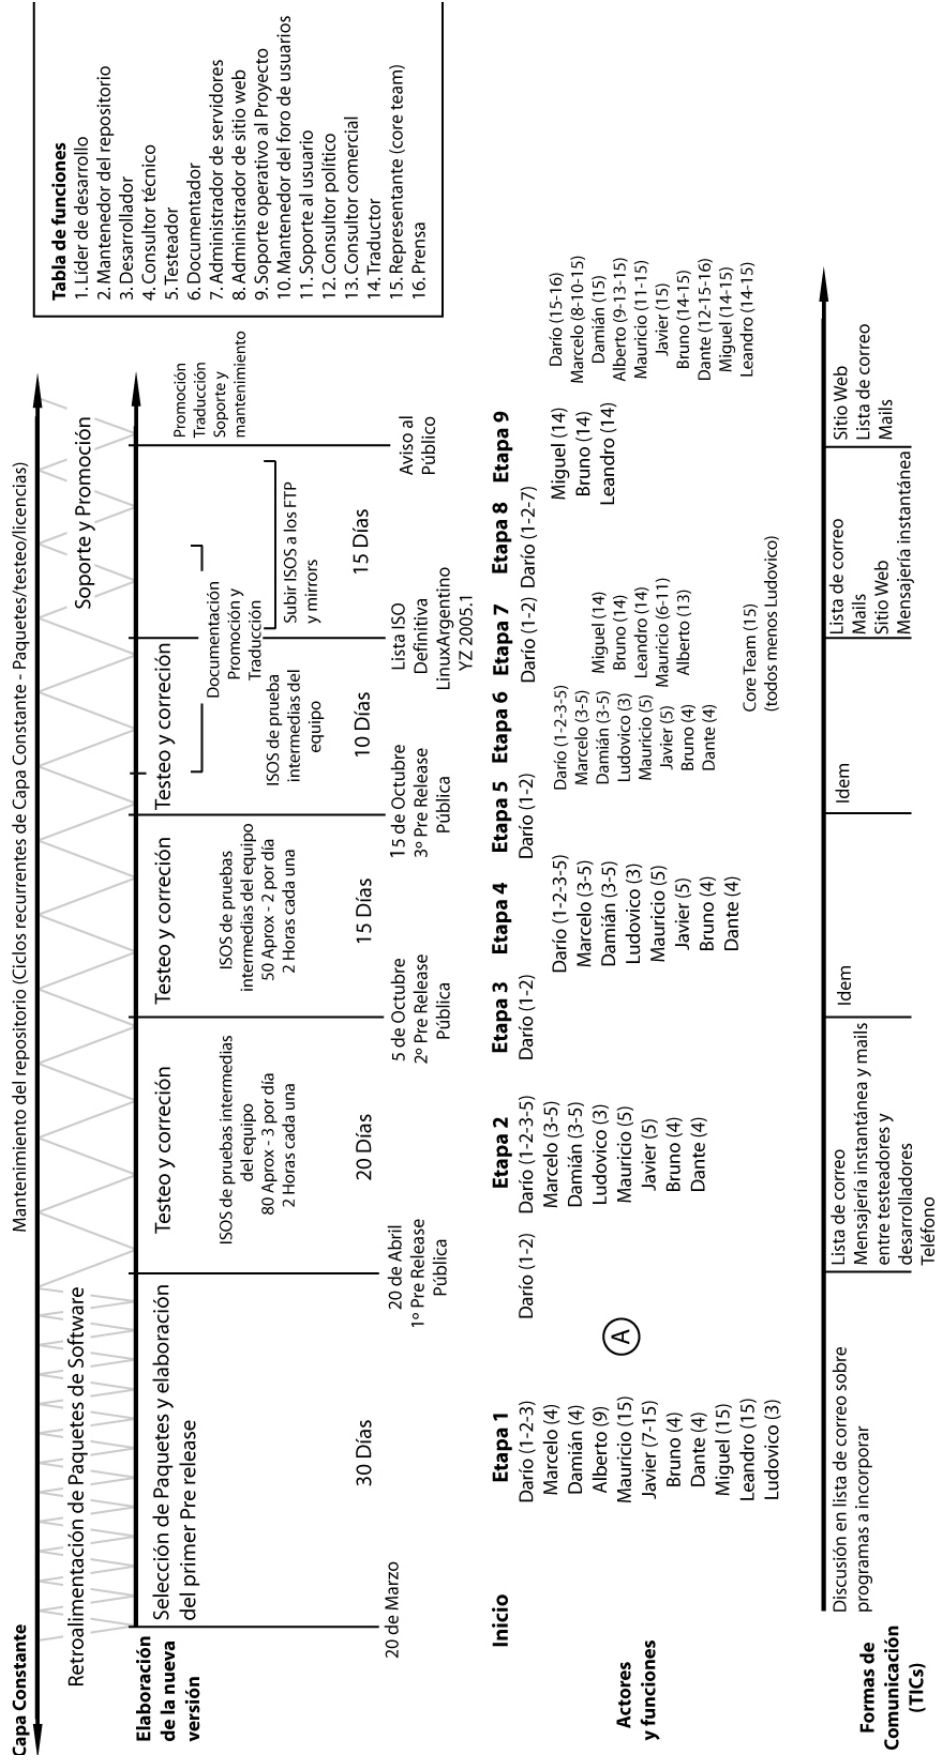 Capa Constante
Mantenimiento del repositorio (Ciclos recurrentes de Capa Constante - Paquetes/testeo/licencias)
Retroalimentación de Paquetes de Software
Soporte y Promoción
Elaboración
de la nueva
versión
Selección de Paquetes y elaboración
del primer Pre release
30 Días
20 de Marzo
Testeo y correción
ISOS de pruebas intermedias
del equipo
80 Aprox - 3 por día
2 Horas cada una
20 Días
20 de Abril
1º Pre Release
Pública
Testeo y correción
ISOS de pruebas
intermedias del equipo
50 Aprox - 2 por día
2 Horas cada una
15 Días
5 de Octubre
2º Pre Release
Pública
Testeo y correción
ISOS de prueba
intermedias del
equipo
10 Días
15 de Octubre
3º Pre Release
Pública
Documentación
Promoción y
Traducción
Subir ISOS a los FTP
y mirrors
15 Días
Lista ISO
Definitiva
LinuxArgentino
YZ 2005.1
Aviso al
Público
Promoción
Traducción
Soporte y
mantenimiento
Tabla de funciones
1. Líder de desarrollo
2. Mantenedor del repositorio
3. Desarrollador
4. Consultor técnico
5. Testeador
6. Documentador
7. Administrador de servidores
8. Administrador de sitio web
9. Soporte operativo al Proyecto
10. Mantenedor del foro de usuarios
11. Soporte al usuario
12. Consultor político
13. Consultor comercial
14. Traductor
15. Representante (core team)
16. Prensa
Inicio
Actores
y funciones
Etapa 1
Darío (1-2-3)
Marcelo (4)
Damián (4)
Alberto (9)
Mauricio (15)
Javier (7-15)
Bruno (4)
Dante (4)
Miguel (15)
Leandro (15)
Ludovico (3)
A
Darío (1-2)
Etapa 2
Darío (1-2-3-5)
Marcelo (3-5)
Damián (3-5)
Ludovico (3)
Mauricio (5)
Javier (5)
Bruno (4)
Dante (4)
Etapa 3
Darío (1-2)
Etapa 4
Darío (1-2-3-5)
Marcelo (3-5)
Damián (3-5)
Ludovico (3)
Mauricio (5)
Javier (5)
Bruno (4)
Dante (4)
Etapa 5
Darío (1-2)
Etapa 6
Darío (1-2-3-5)
Marcelo (3-5)
Damián (3-5)
Ludovico (3)
Mauricio (5)
Javier (5)
Bruno (4)
Dante (4)
Etapa 7
Darío (1-2)
Miguel (14)
Bruno (14)
Leandro (14)
Mauricio (6-11)
Alberto (13)
Core Team (15)
(todos menos Ludovico)
Etapa 8
Darío (1-2-7)
Etapa 9
Miguel (14)
Bruno (14)
Leandro (14)
Darío (15-16)
Marcelo (8-10-15)
Damián (15)
Alberto (9-13-15)
Mauricio (11-15)
Javier (15)
Bruno (14-15)
Dante (12-15-16)
Miguel (14-15)
Leandro (14-15)
Formas de
Comunicación
(TICs)
Discusión en lista de correo sobre
programas a incorporar
Lista de correo
Mensajería instantánea y mails
entre testeadores y
desarrolladores
Teléfono
Idem
Idem
Lista de correo
Mails
Sitio Web
Mensajería instantánea
Sitio Web
Lista de correo
Mails